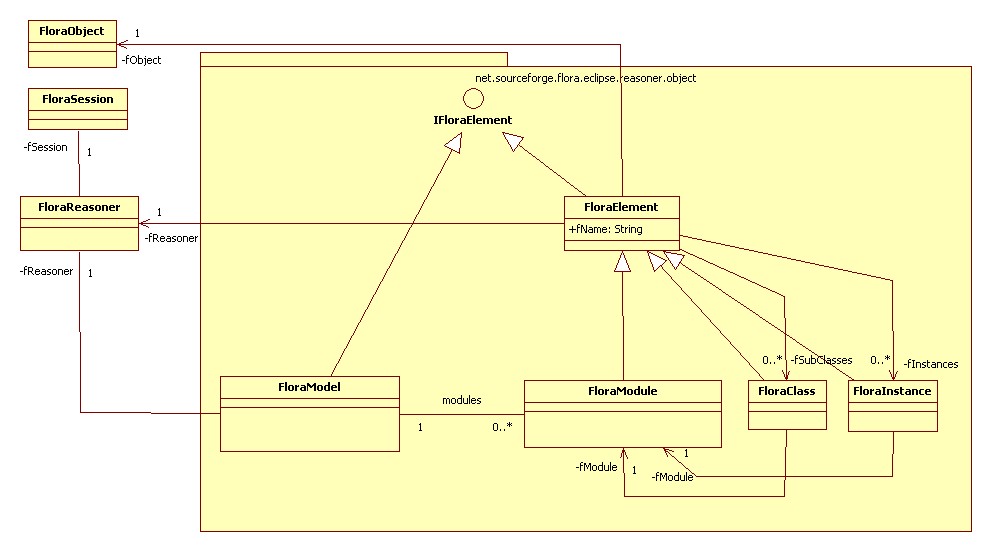 FloraObject
1
-fObject
net.sourceforge.flora.eclipse.reasoner.object
FloraSession
IFloraElement
-fSession
1
FloraReasoner
1
-fReasoner
FloraElement
+fName: String
-fReasoner
1
0..*
-fSubClasses
0..*
-fInstances
FloraModel
FloraModule
FloraClass
FloraInstance
modules
1
0..*
-fModule
1
-fModule
1